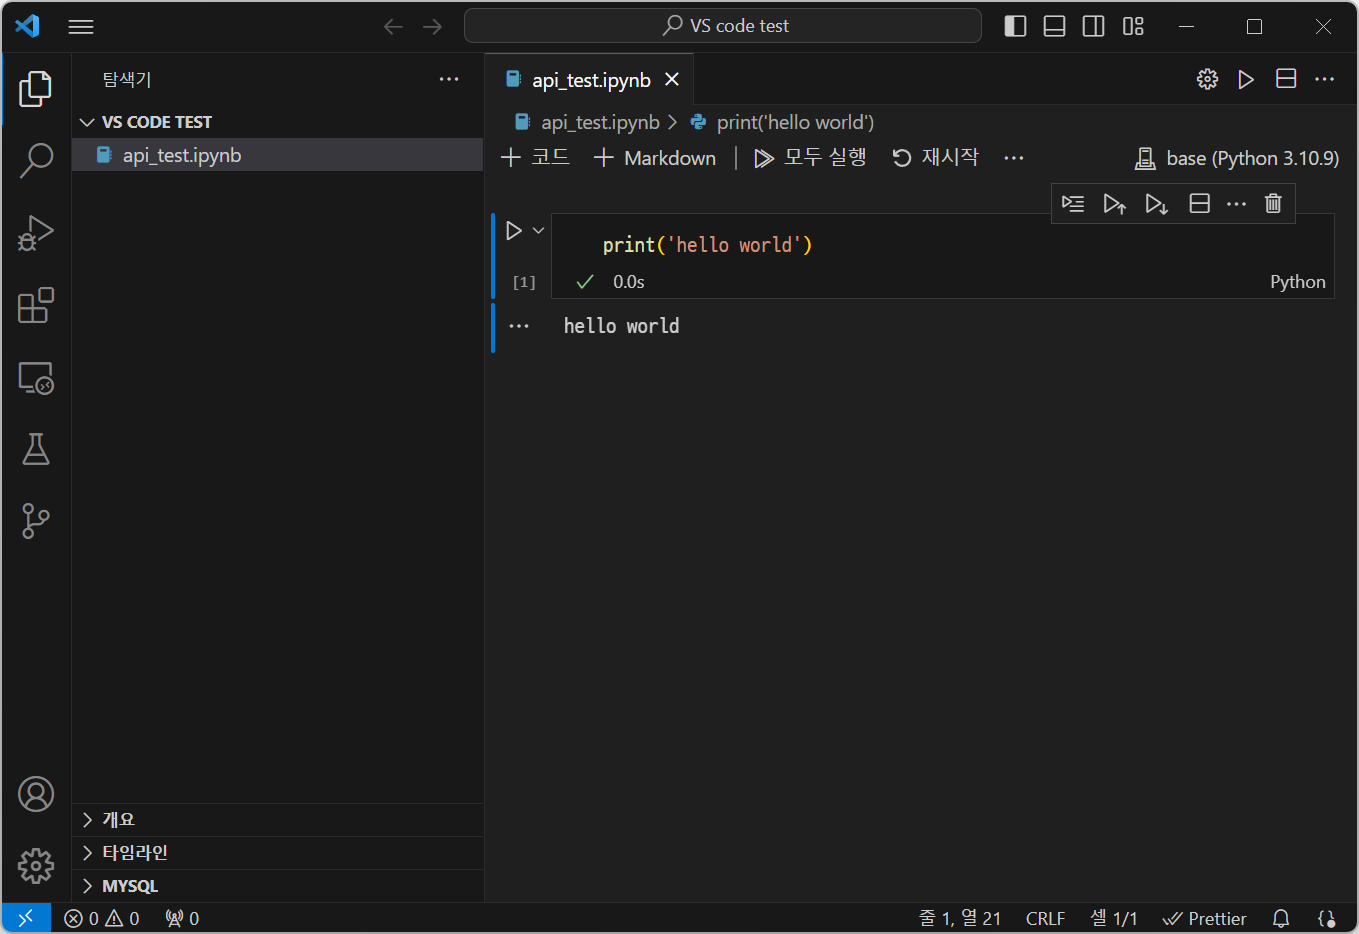 VS code test
탐색기
VS CODE TEST
api_test.ipynb
개요
타임라인
MYSQL
api_test.ipynb
api_test.ipynb > print('hello world')
코드 Markdown 모두 실행 재시작 base (Python 3.10.9)
print('hello world')
[1] 0.0s Python
hello world
0 0 0 줄 1, 열 21 CRLF 셀 1/1 Prettier